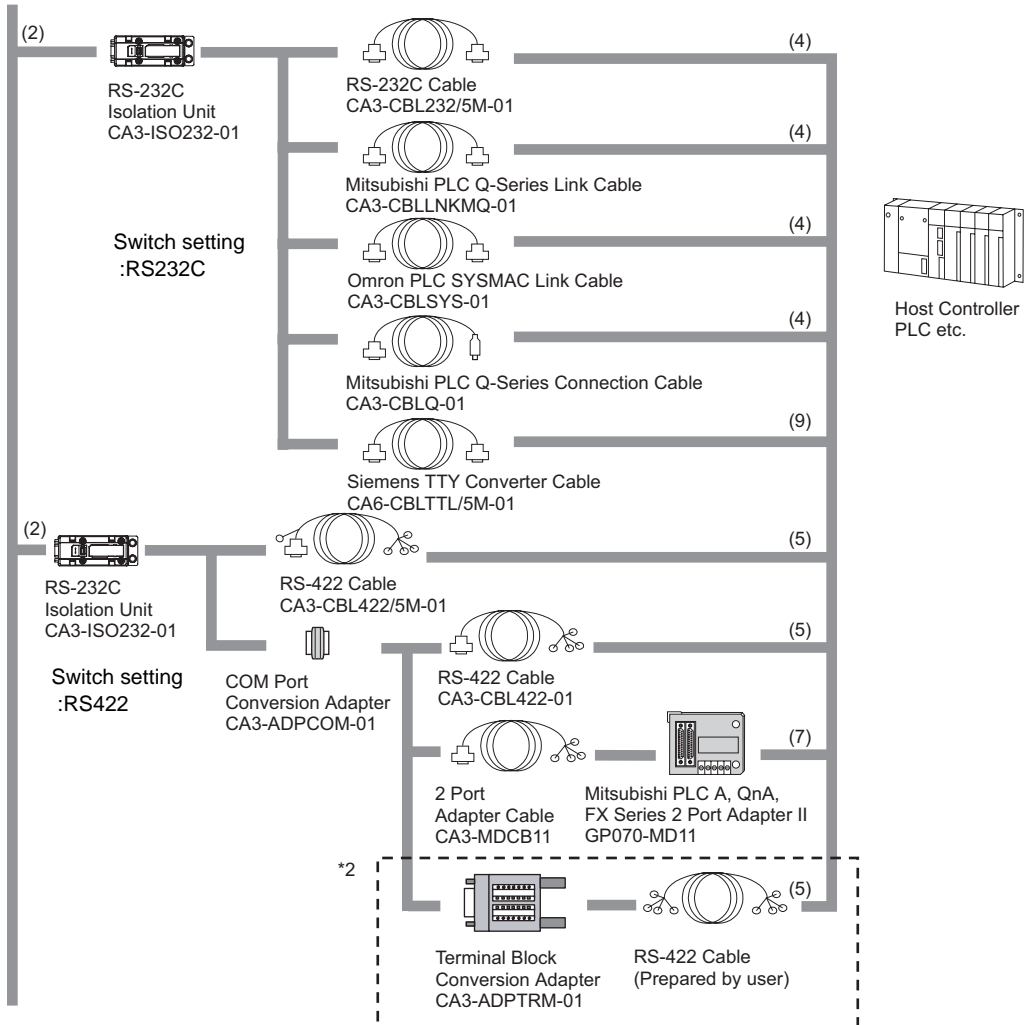 (2)
RS-232C
Isolation Unit
CA3-ISO232-01
Switch setting
:RS232C
(4)
RS-232C Cable
CA3-CBL232/5M-01
(4)
Mitsubishi PLC Q-Series Link Cable
CA3-CBLLNKMQ-01
(4)
Omron PLC SYSMAC Link Cable
CA3-CBLSYS-01
(4)
Mitsubishi PLC Q-Series Connection Cable
CA3-CBLQ-01
(9)
Siemens TTY Converter Cable
CA6-CBLTTL/5M-01
Host Controller
PLC etc.
(2)
RS-232C
Isolation Unit
CA3-ISO232-01
Switch setting
:RS422
(5)
RS-422 Cable
CA3-CBL422/5M-01
COM Port
Conversion Adapter
CA3-ADPCOM-01
(5)
RS-422 Cable
CA3-CBL422-01
(7)
2 Port
Adapter Cable
CA3-MDCB11
Mitsubishi PLC A, QnA,
FX Series 2 Port Adapter II
GP070-MD11
*2
(5)
Terminal Block
Conversion Adapter
CA3-ADPTRM-01
RS-422 Cable
(Prepared by user)